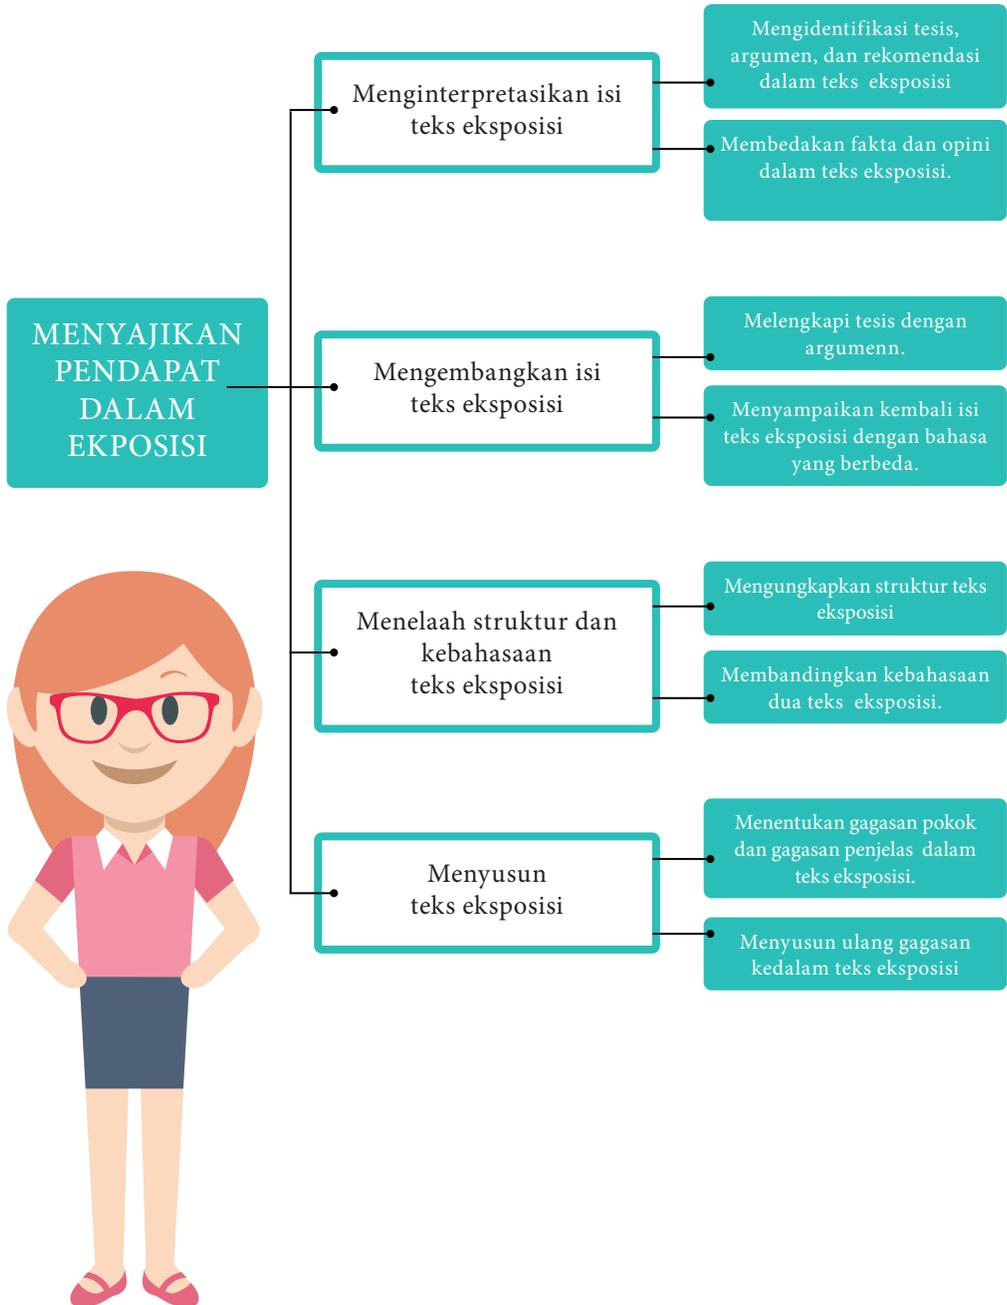 MENYAJIKAN
PENDAPAT
DALAM
EKPOSISI
Menginterpretasikan isi
teks eksposisi
Mengidentifikasi tesis,
argumen, dan rekomendasi
dalam teks eksposisi
Membedakan fakta dan opini
dalam teks eksposisi.
Mengembangkan isi
teks eksposisi
Melengkapi tesis dengan
argumenn.
Menyampaikan kembali isi
teks eksposisi dengan bahasa
yang berbeda.
Menelaah struktur dan
kebahasaan
teks eksposisi
Mengungkapkan struktur teks
eksposisi
Membandingkan kebahasaan
dua teks eksposisi.
Menyusun
teks eksposisi
Menentukan gagasan pokok
dan gagasan penjelas dalam
teks eksposisi.
Menyusun ulang gagasan
kedalam teks eksposisi